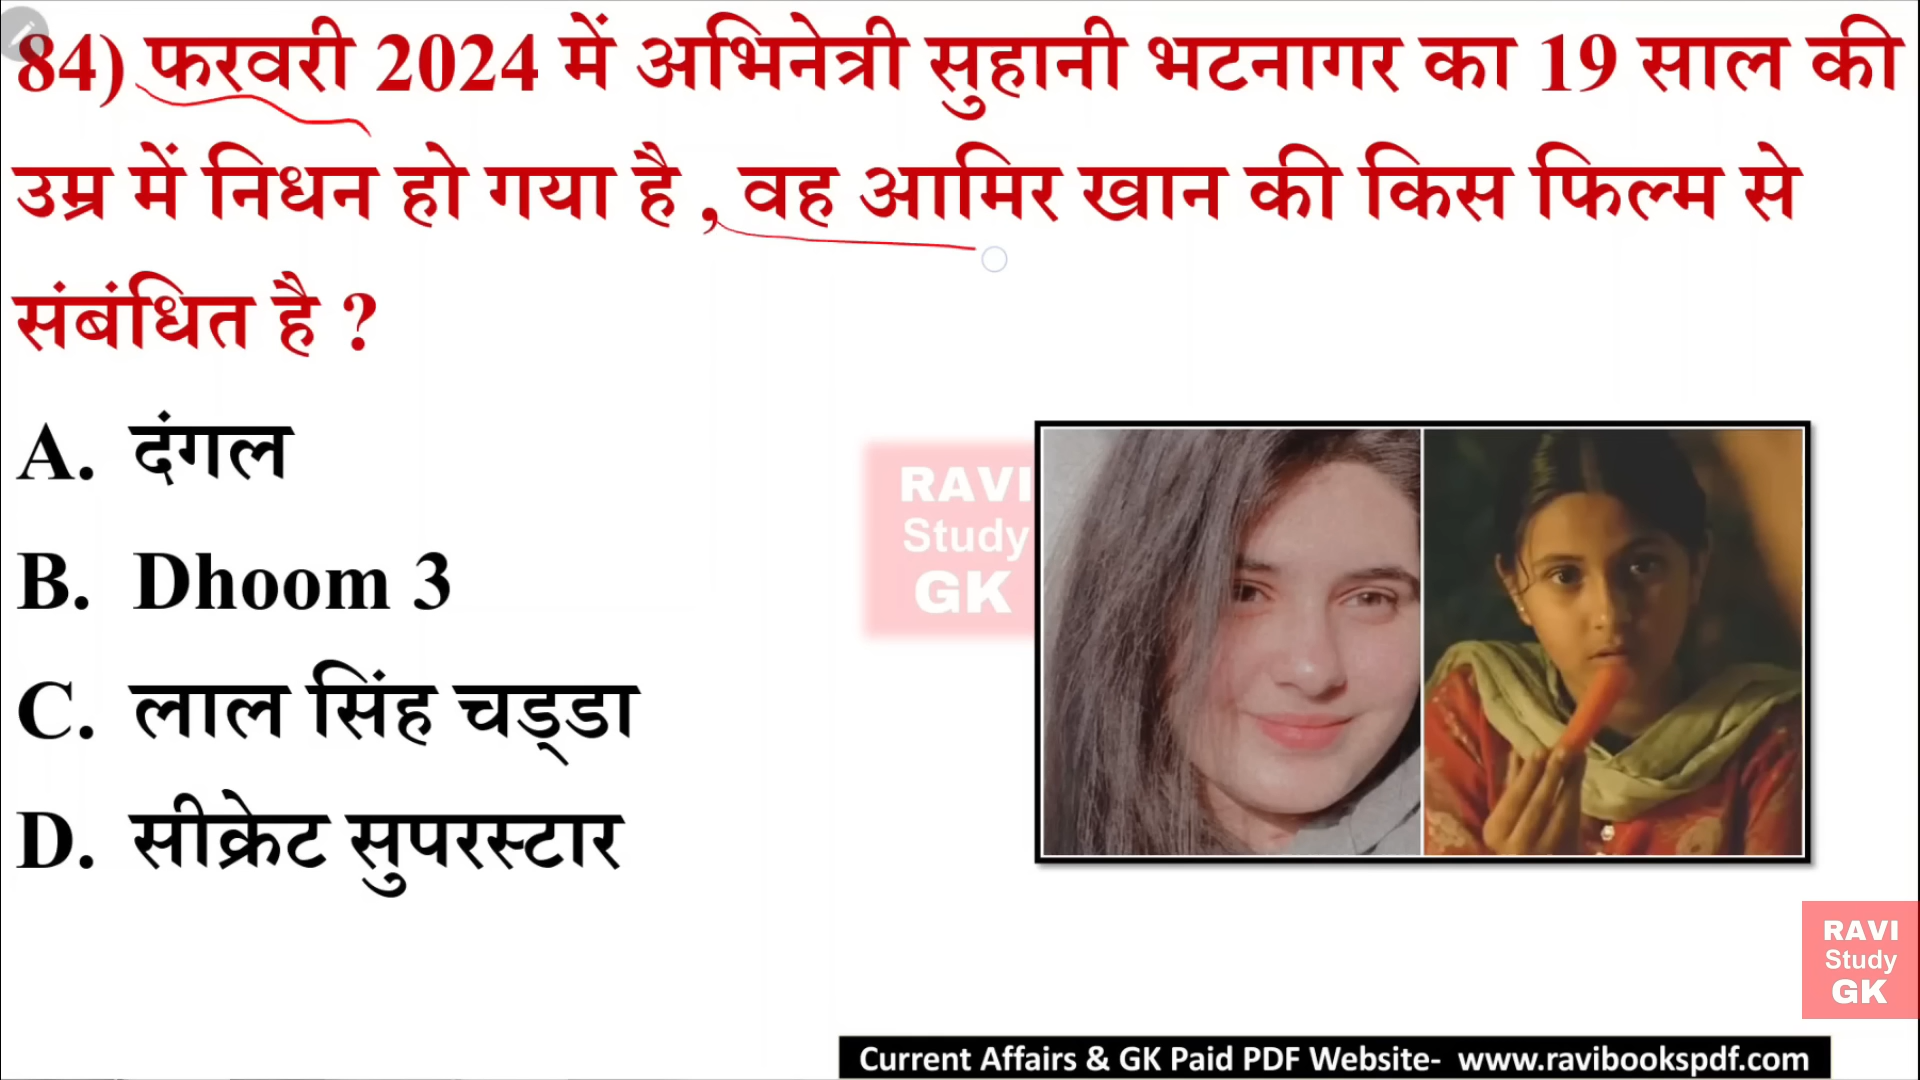 84) फरवरी 2024 में अभिनेत्री सुहानी भटनागर का 19 साल की
उम्र में निधन हो गया है , वह आमिर खान की किस फिल्म से
संबंधित है ?
A. दंगल
B. Dhoom 3
C. लाल सिंह चड्डा
D. सीक्रेट सुपरस्टार
RAVI
Study
GK
RAVI
Study
GK
Current Affairs & GK Paid PDF Website- www.ravibookspdf.com